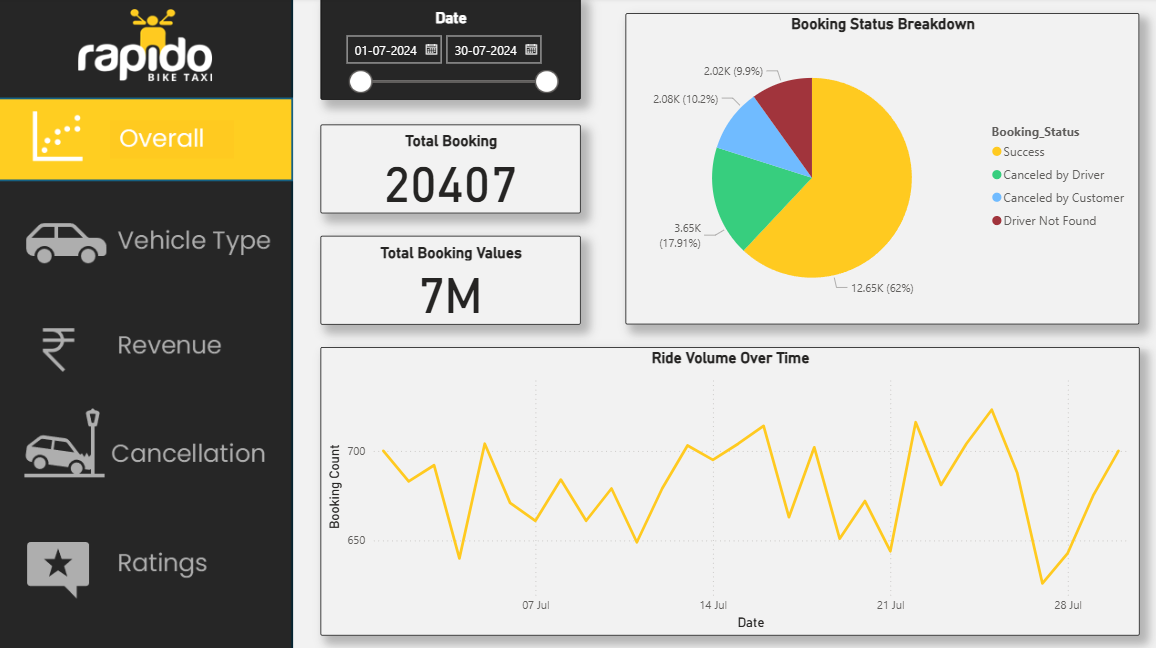 rapido
BIKE TAXI
Overall
Vehicle Type
Revenue
Cancellation
Ratings
Date
01-07-2024
30-07-2024
Total Booking
20407
Total Booking Values
7M
Booking Status Breakdown
2.02K (9.9%)
2.08K (10.2%)
3.65K
(17.91%)
12.65K (62%)
Booking_Status
Success
Canceled by Driver
Canceled by Customer
Driver Not Found
Ride Volume Over Time
Booking Count
700
650
07 Jul
14 Jul
21 Jul
28 Jul
Date